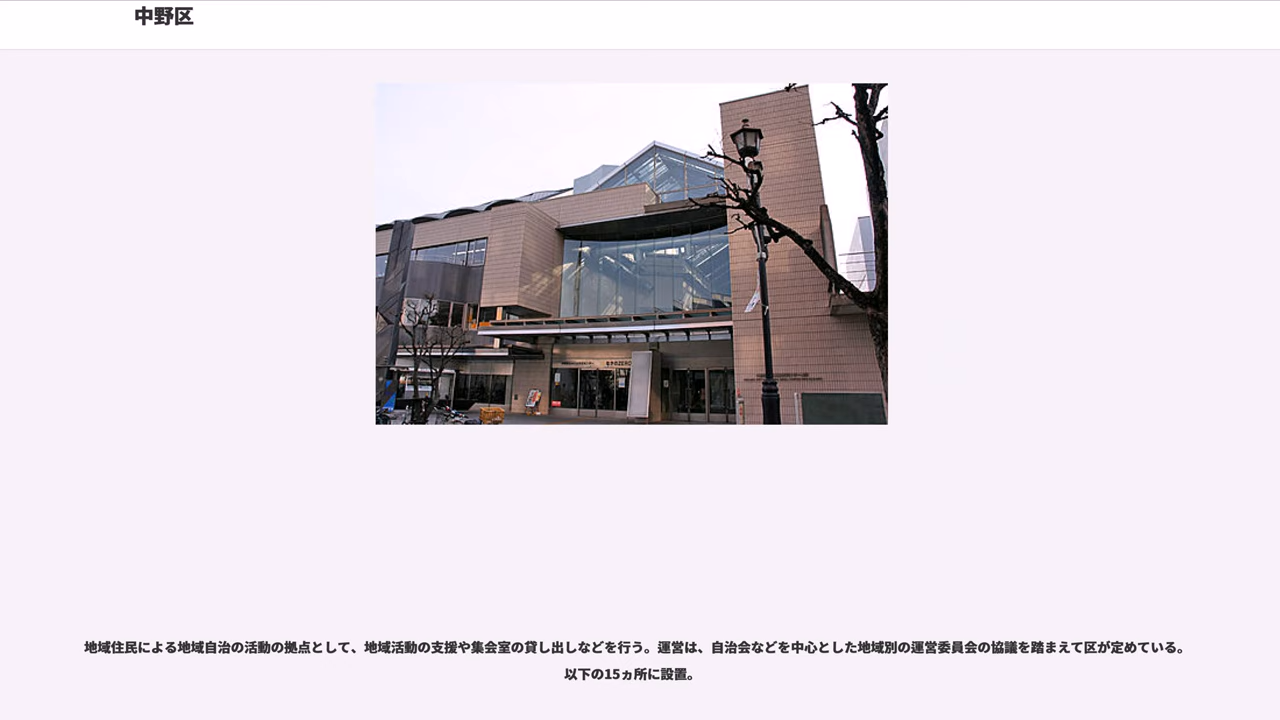 中野区
地域住民による地域自治の活動の拠点として、地域活動の支援や集会室の貸し出しなどを行う。運営は、自治会などを中心とした地域別の運営委員会の協議を踏まえて区が定めている。
以下の15ヵ所に設置。